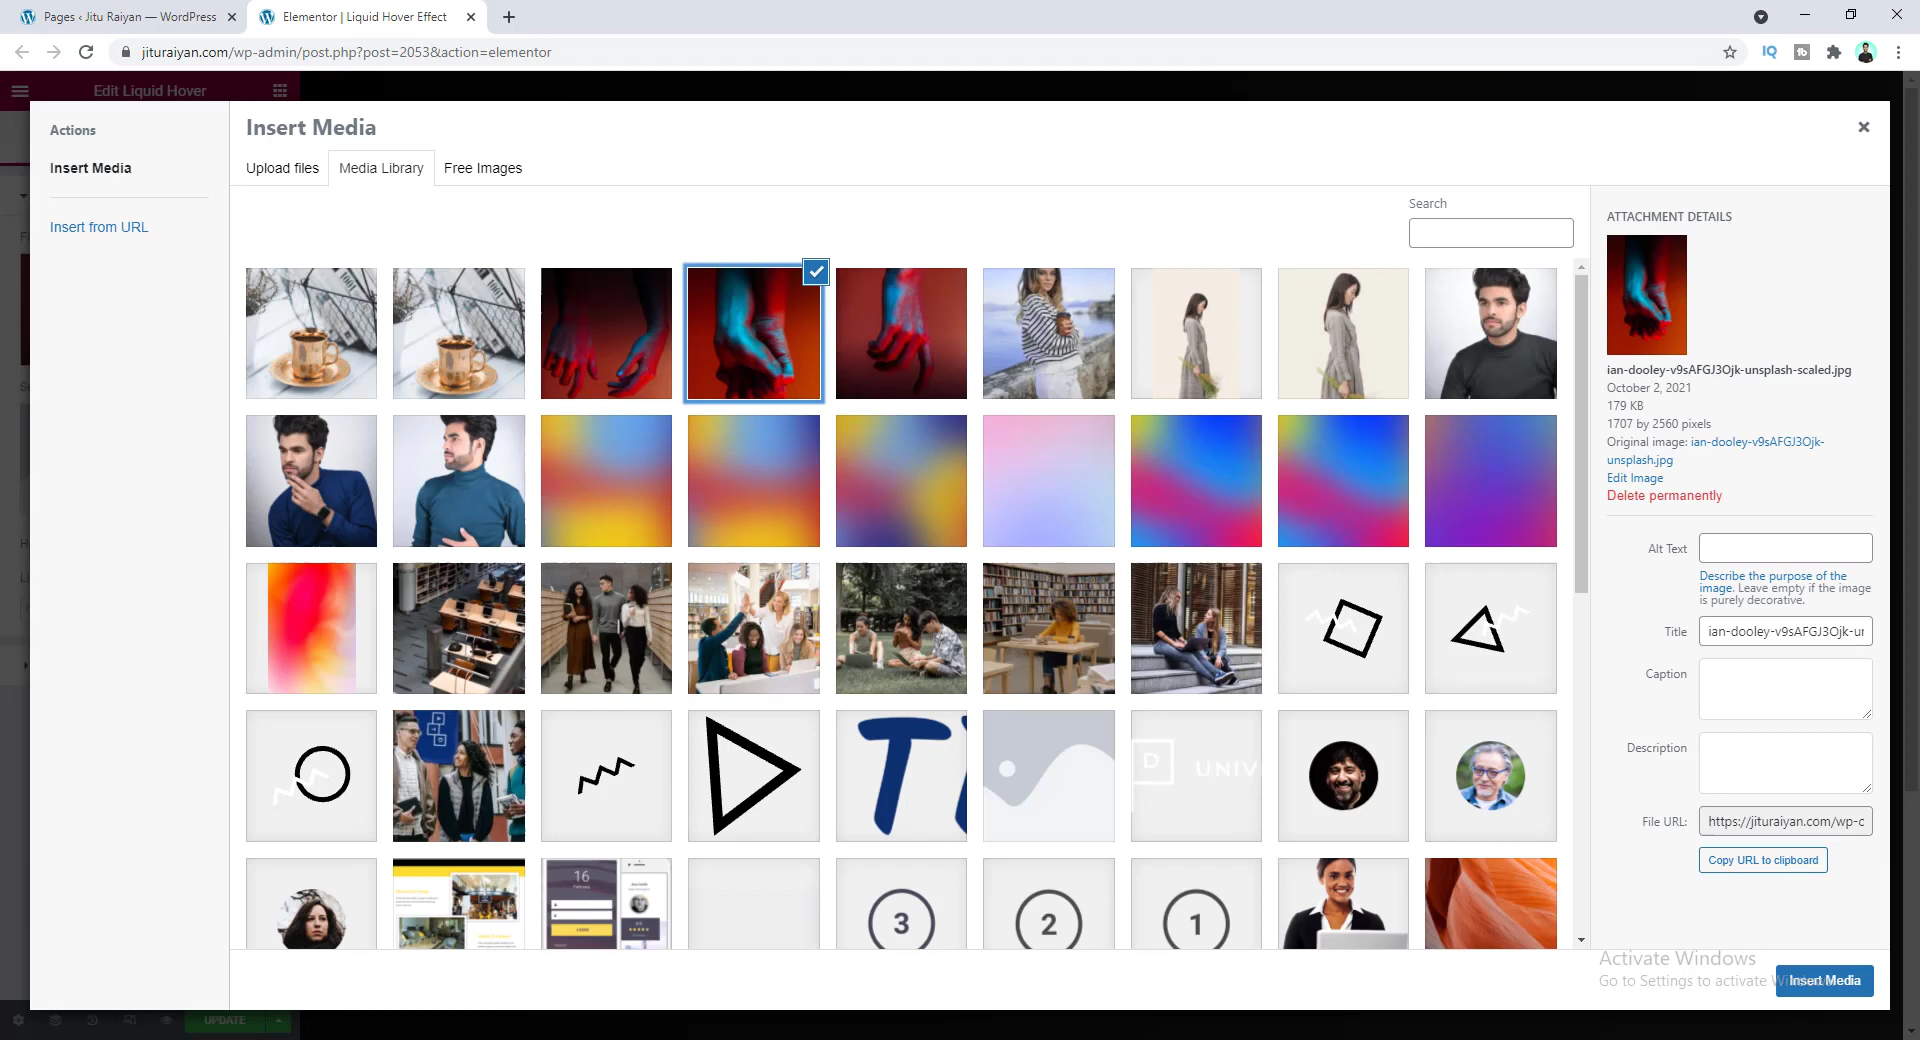 Pages ‹ Jitu Raiyan — WordPress
Elementor | Liquid Hover Effect
jituraiyan.com/wp-admin/post.php?post=2053&action=elementor
IQ
Edit Liquid Hover
Actions
Insert Media
Insert from URL
Insert Media
Upload files
Media Library
Free Images
Search
16
3
2
1
D
UNIV
ATTACHMENT DETAILS
ian-dooley-v9sAFGJ3Ojk-unsplash-scaled.jpg
October 2, 2021
179 KB
1707 by 2560 pixels
Original image: ian-dooley-v9sAFGJ3Ojk-
unsplash.jpg
Edit Image
Delete permanently
Alt Text
Describe the purpose of the
image. Leave empty if the image
is purely decorative.
Title
ian-dooley-v9sAFGJ3Ojk-ur
Caption
Description
File URL:
https://jituraiyan.com/wp-c
Copy URL to clipboard
Activate Windows
Go to Settings to activate
Insert Media
UPDATE